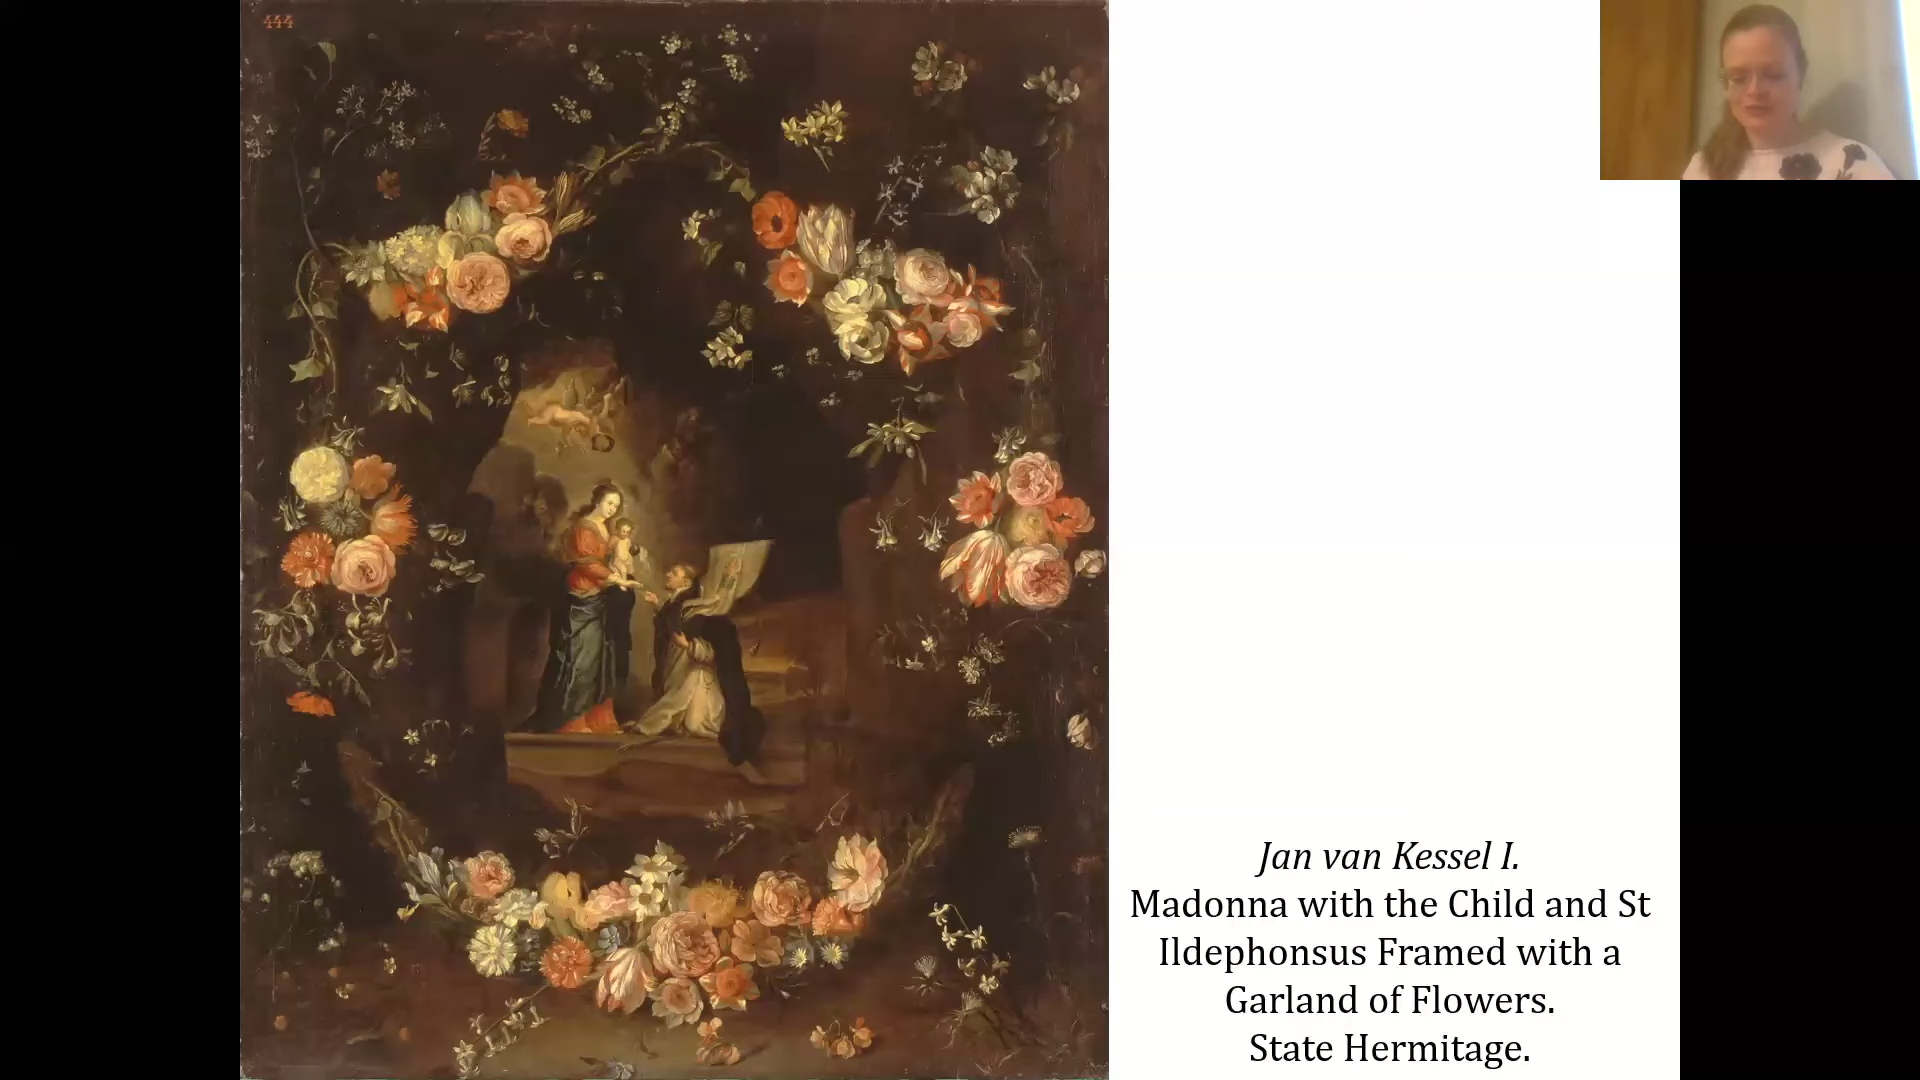 444
Jan van Kessel I.
Madonna with the Child and St
Ildephonsus Framed with a
Garland of Flowers.
State Hermitage.